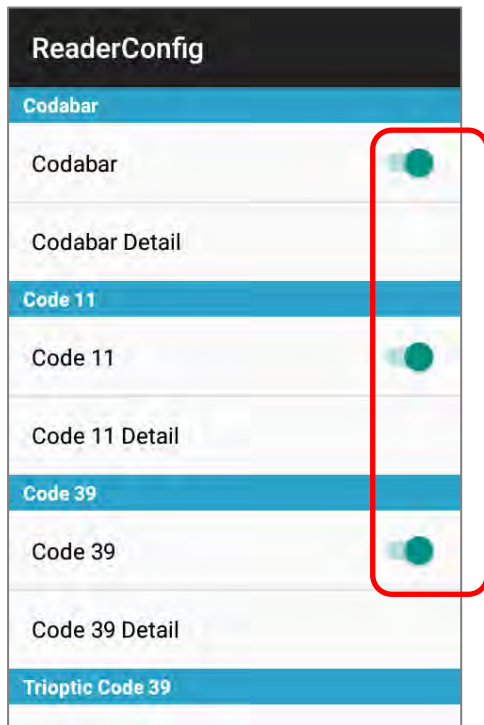 ReaderConfig
Codabar
Codabar
Codabar Detail
Code 11
Code 11
Code 11 Detail
Code 39
Code 39
Code 39 Detail
Trioptic Code 39